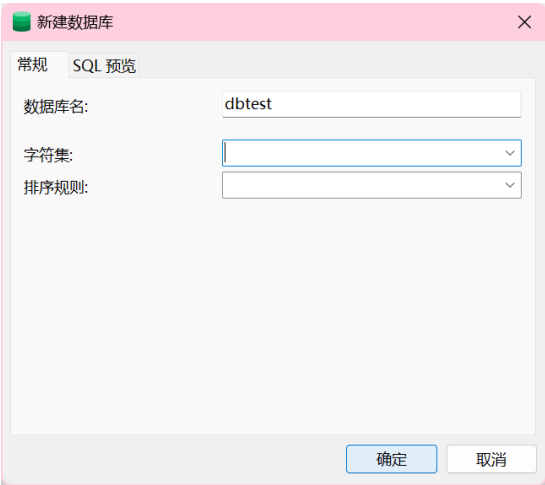 新建数据库
常规 SQL 预览
数据库名: dbtest
字符集:
排序规则:
确定 取消